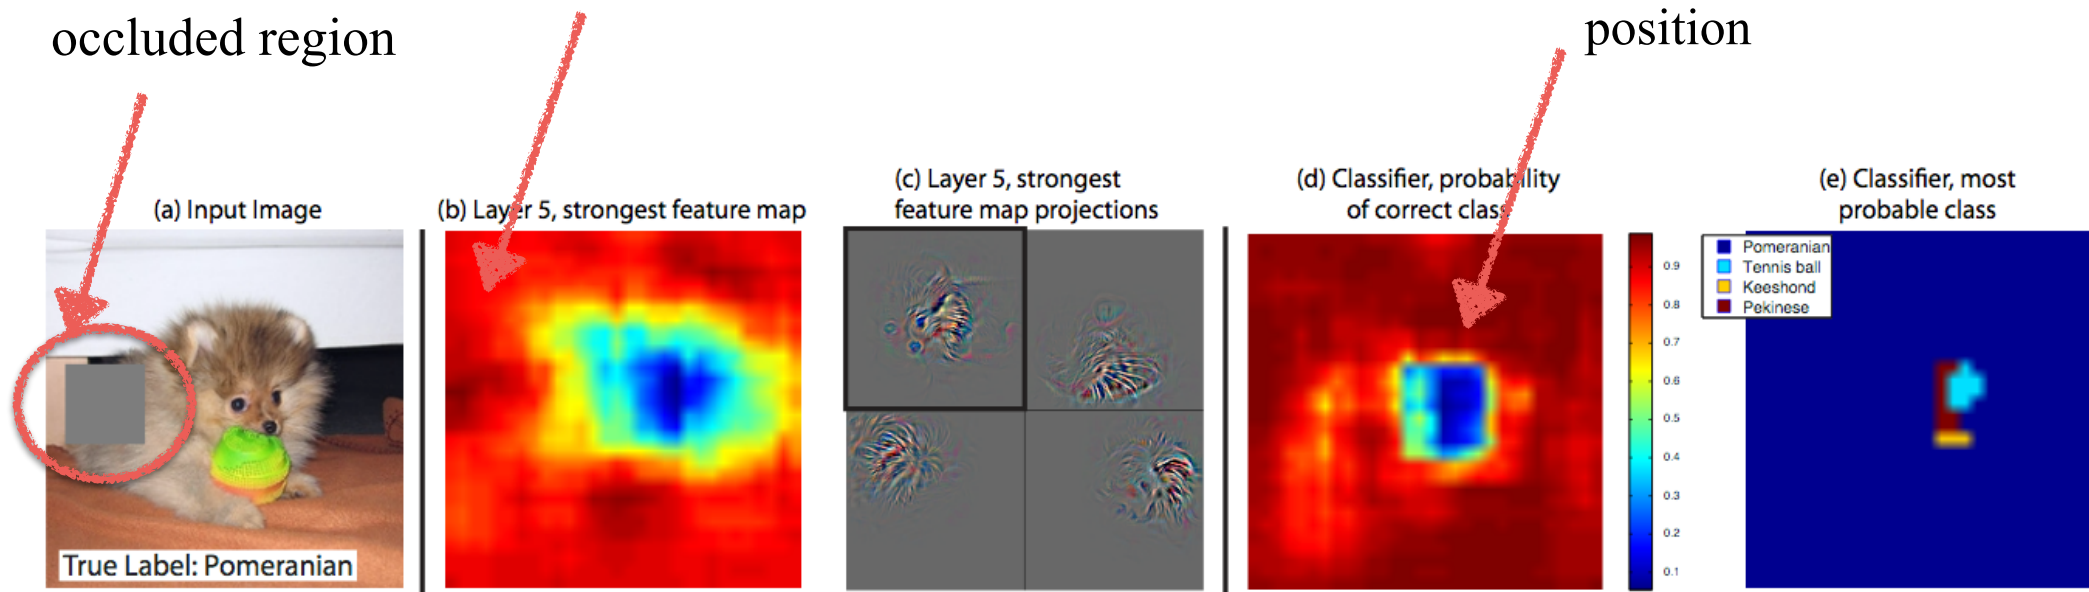 occluded region
position
(a) Input Image
(b) Layer 5, strongest feature map
(c) Layer 5, strongest
feature map projections
(d) Classifier, probability
of correct class
(e) Classifier, most
probable class
True Label: Pomeranian
0.9
0.8
0.7
0.6
0.5
0.4
0.3
0.2
0.1
Pomeranian
Tennis ball
Keeshond
Pekinese